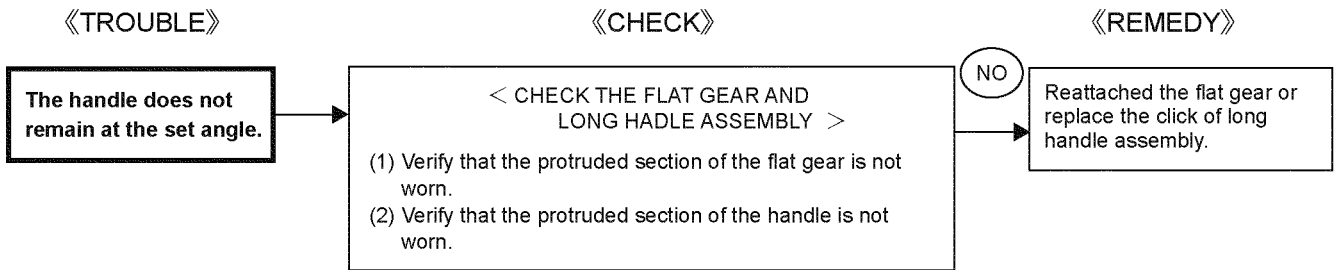 《TROUBLE》
《CHECK》
《REMEDY》
The handle does not
remain at the set angle.
< CHECK THE FLAT GEAR AND
LONG HADLE ASSEMBLY >
(1) Verify that the protruded section of the flat gear is not
worn.
(2) Verify that the protruded section of the handle is not
worn.
NO
Reattached the flat gear or
replace the click of long
handle assembly.